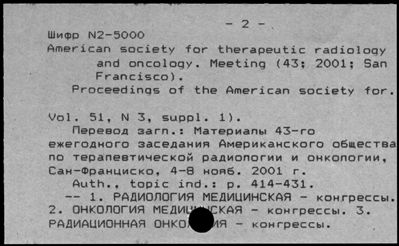 - 2 -
Шифр N2-5000
American society for therapeutic radiology
and oncology. Meeting (43; 2001; San
Francisco).
Proceedings of the American society for.
Vol. 51, N 3, suppl. 1).
Перевод загл.: Материалы 43-го
ежегодного заседания Американского общества
по терапевтической радиологии и онкологии,
Сан-Франциско, 4-8 нояб. 2001 г.
Auth., topic ind.: p. 414-431.
-- 1. РАДИОЛОГИЯ МЕДИЦИНСКАЯ - конгрессы.
2. ОНКОЛОГИЯ МЕДИЦИНСКАЯ - конгрессы. 3.
РАДИАЦИОННАЯ ОНКОЛОГИЯ - конгрессы.